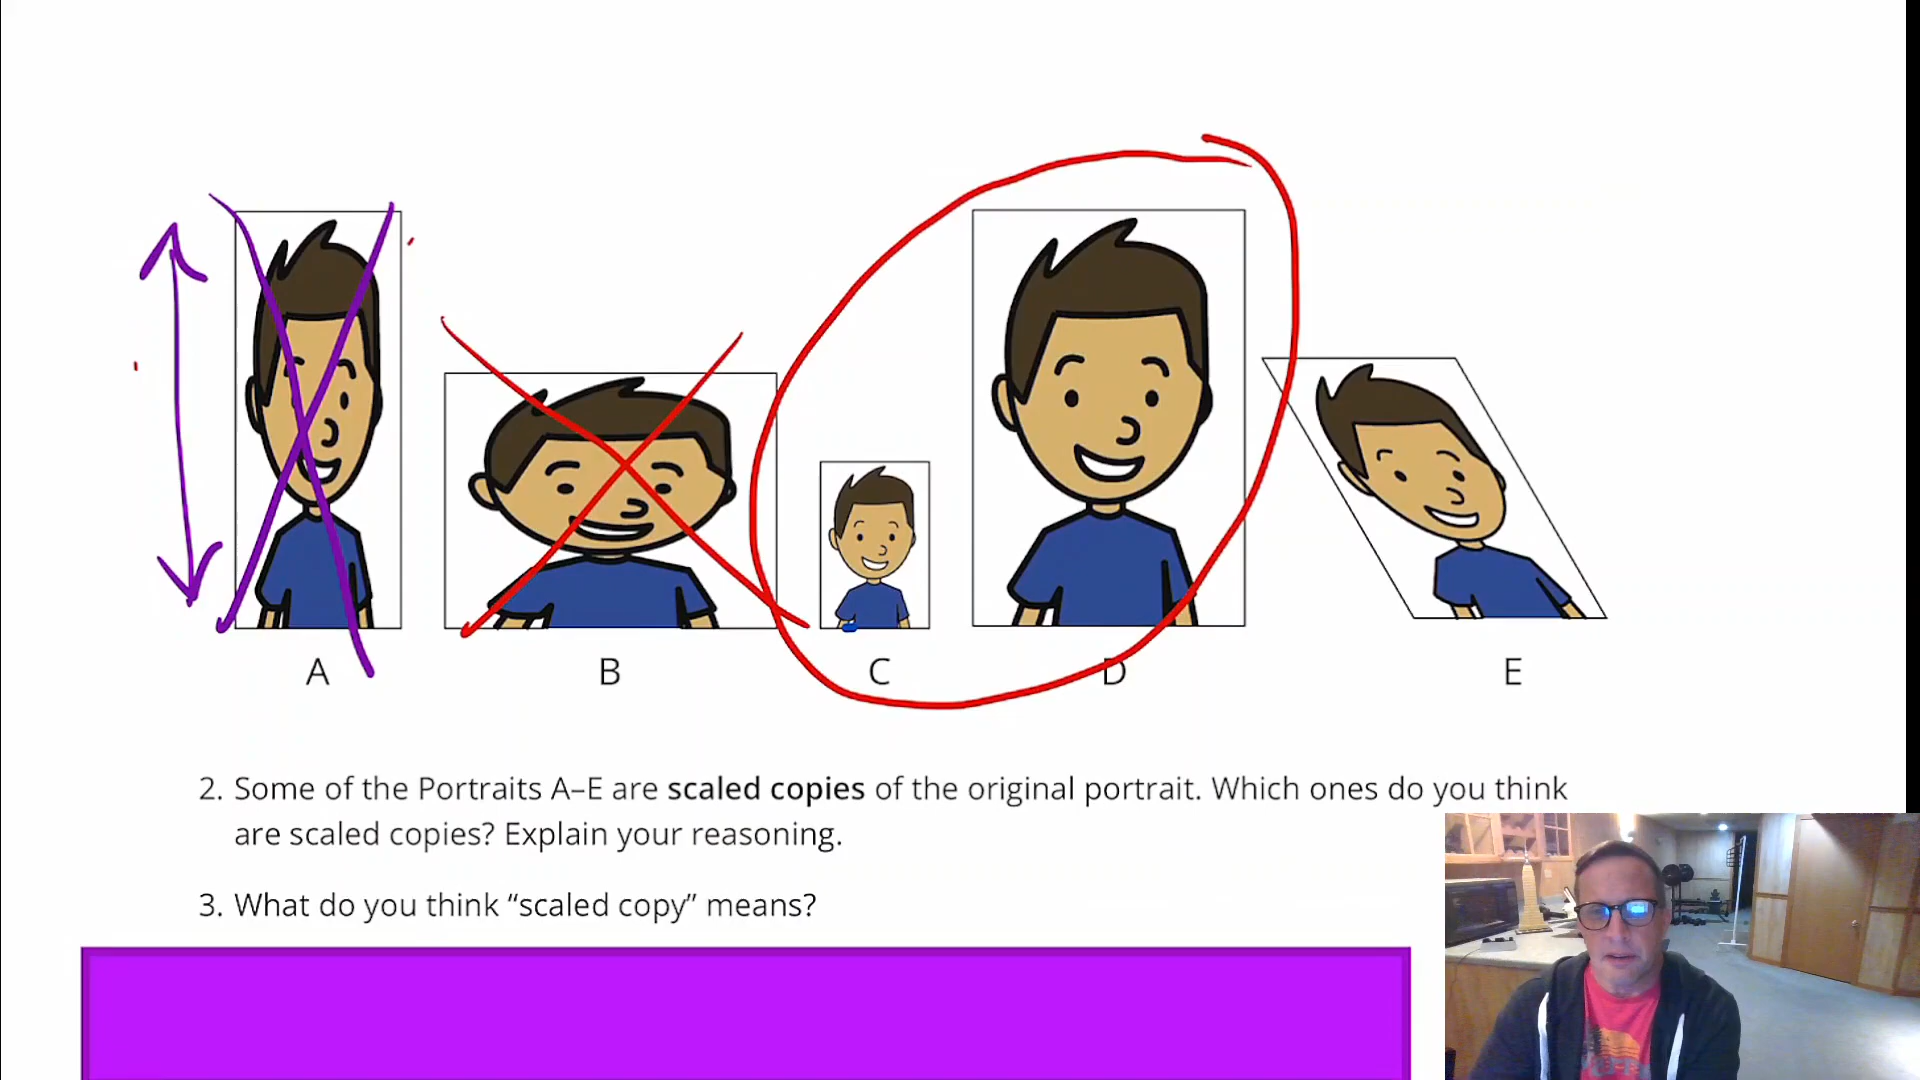 A B C D E
2. Some of the Portraits A–E are scaled copies of the original portrait. Which ones do you think
are scaled copies? Explain your reasoning.
3. What do you think “scaled copy” means?